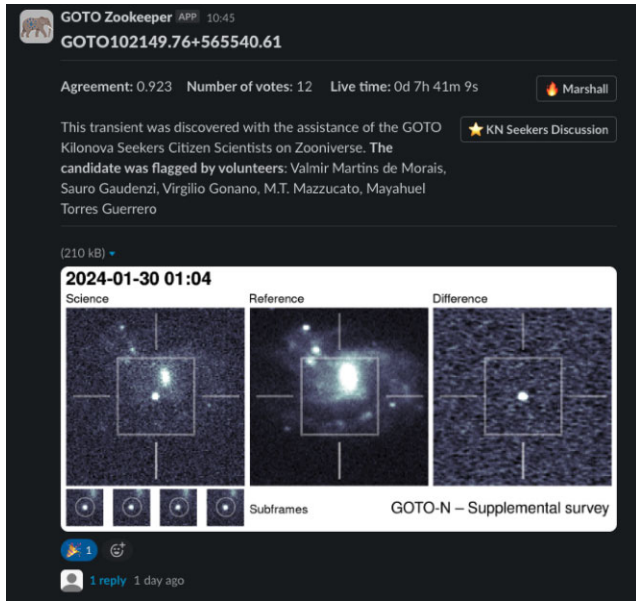 GOTO Zookeeper APP 10:45
GOTO102149.76+565540.61
Agreement: 0.923 Number of votes: 12 Live time: 0d 7h 41m 9s
🔥 Marshall
This transient was discovered with the assistance of the GOTO
Kilonova Seekers Citizen Scientists on Zooniverse. The
candidate was flagged by volunteers: Valmir Martins de Morais,
Sauro Gaudenzi, Virgilio Gonano, M.T. Mazzucato, Mayahuel
Torres Guerrero
⭐ KN Seekers Discussion
(210 kB)
2024-01-30 01:04
Science Reference Difference
Subframes GOTO-N – Supplemental survey
🎉 1
1 reply 1 day ago